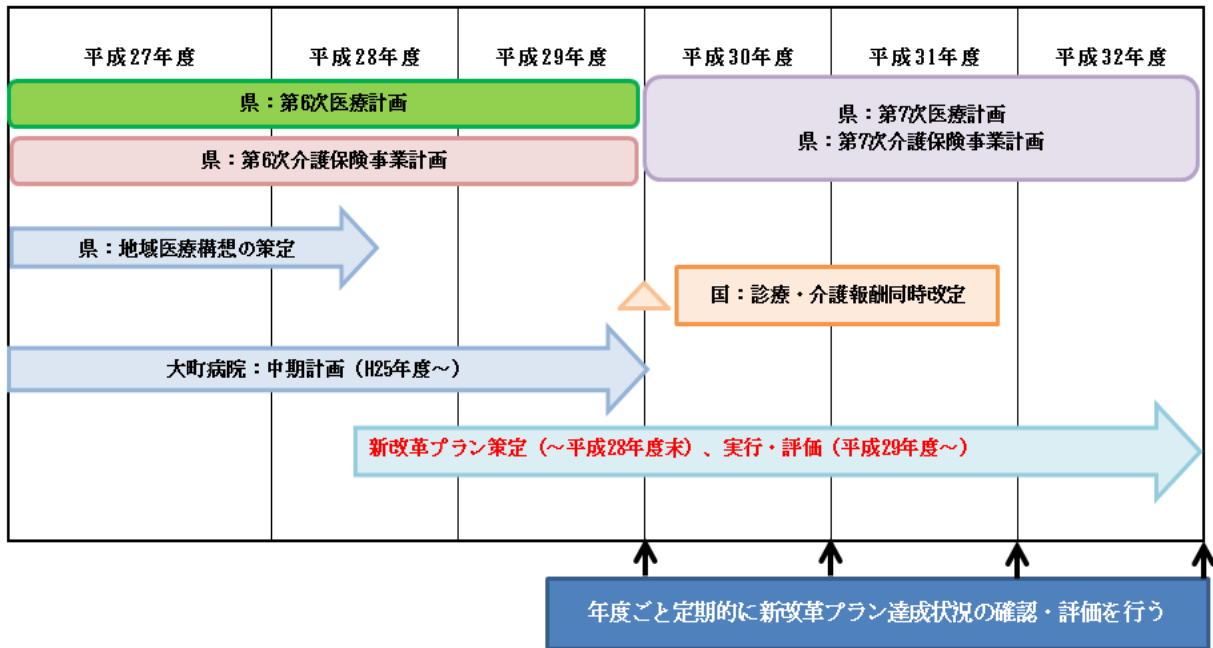 平成27年度
平成28年度
平成29年度
平成30年度
平成31年度
平成32年度
県：第6次医療計画
県：第7次医療計画
県：第7次介護保険事業計画
県：第6次介護保険事業計画
県：地域医療構想の策定
国：診療・介護報酬同時改定
大町病院：中期計画（H25年度～）
新改革プラン策定（～平成28年度末）、実行・評価（平成29年度～）
年度ごと定期的に新改革プラン達成状況の確認・評価を行う